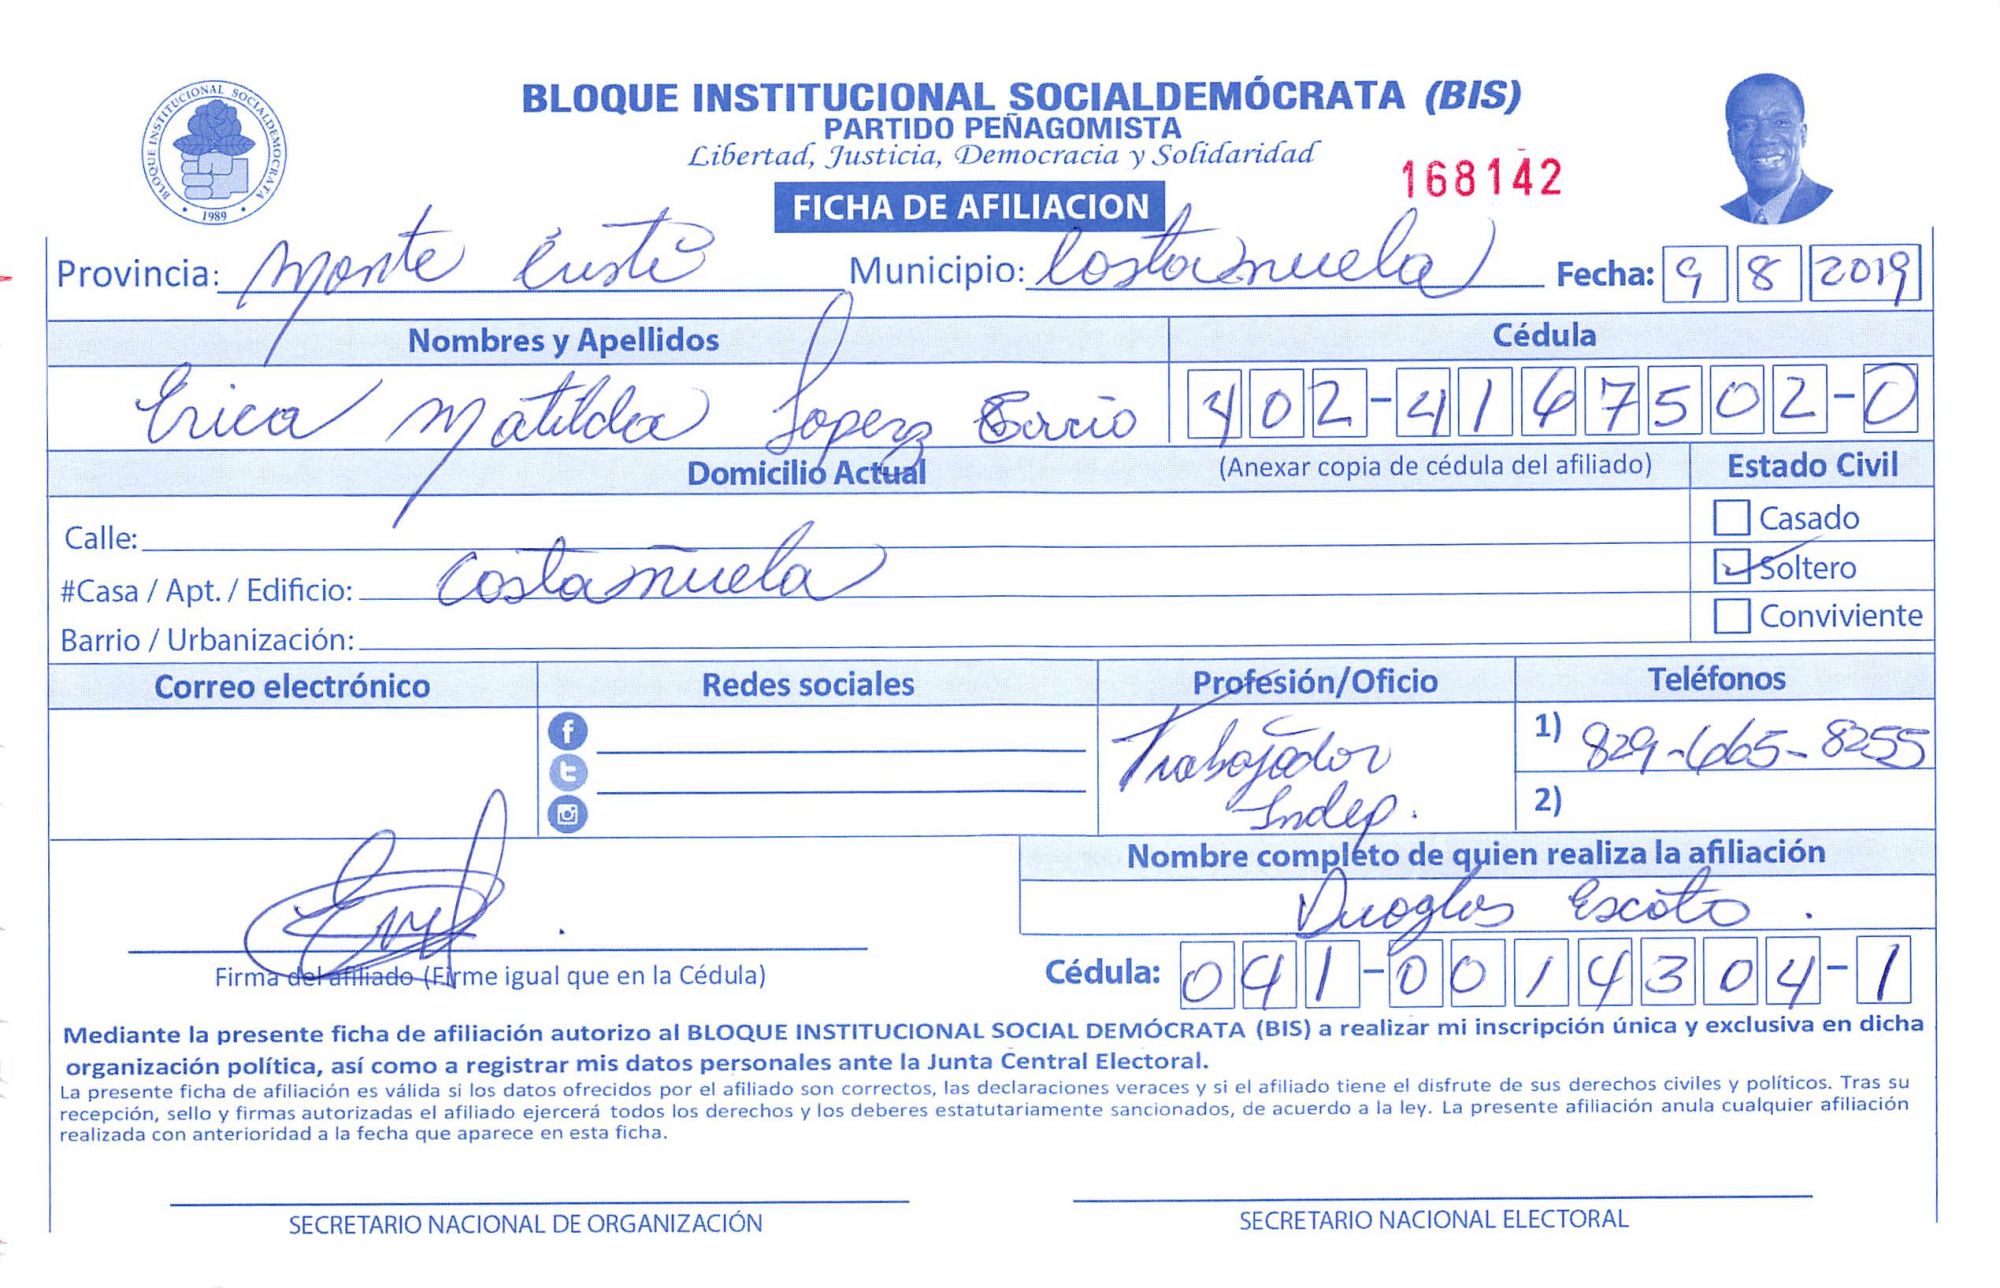 BLOQUE INSTITUCIONAL SOCIALDEMOCRATA
1989
BLOQUE INSTITUCIONAL SOCIALDEMÓCRATA (BIS)
PARTIDO PEÑAGOMISTA
Libertad, Justicia, Democracia y Solidaridad
168142
FICHA DE AFILIACION
Provincia: Monte Cristi Municipio: Costañuela Fecha: 9 8 2019
Nombres y Apellidos Cédula
Erica Matilda Lopez 402-4167502-0
Domicilio Actual (Anexar copia de cédula del afiliado) Estado Civil
Calle: Casado
#Casa / Apt. / Edificio: Costañuela Soltero
Barrio / Urbanización: Conviviente
Correo electrónico Redes sociales Profesión/Oficio Teléfonos
Trabajador 1) 829-665-8255
Indep. 2)
Nombre completo de quien realiza la afiliación
Duoglas Escoto.
Firma del afiliado (Firme igual que en la Cédula) Cédula: 041-0014304-1
Mediante la presente ficha de afiliación autorizo al BLOQUE INSTITUCIONAL SOCIAL DEMÓCRATA (BIS) a realizar mi inscripción única y exclusiva en dicha
organización política, así como a registrar mis datos personales ante la Junta Central Electoral.
La presente ficha de afiliación es válida si los datos ofrecidos por el afiliado son correctos, las declaraciones veraces y si el afiliado tiene el disfrute de sus derechos civiles y políticos. Tras su
recepción, sello y firmas autorizadas el afiliado ejercerá todos los derechos y los deberes estatutariamente sancionados, de acuerdo a la ley. La presente afiliación anula cualquier afiliación
realizada con anterioridad a la fecha que aparece en esta ficha.
SECRETARIO NACIONAL DE ORGANIZACIÓN SECRETARIO NACIONAL ELECTORAL